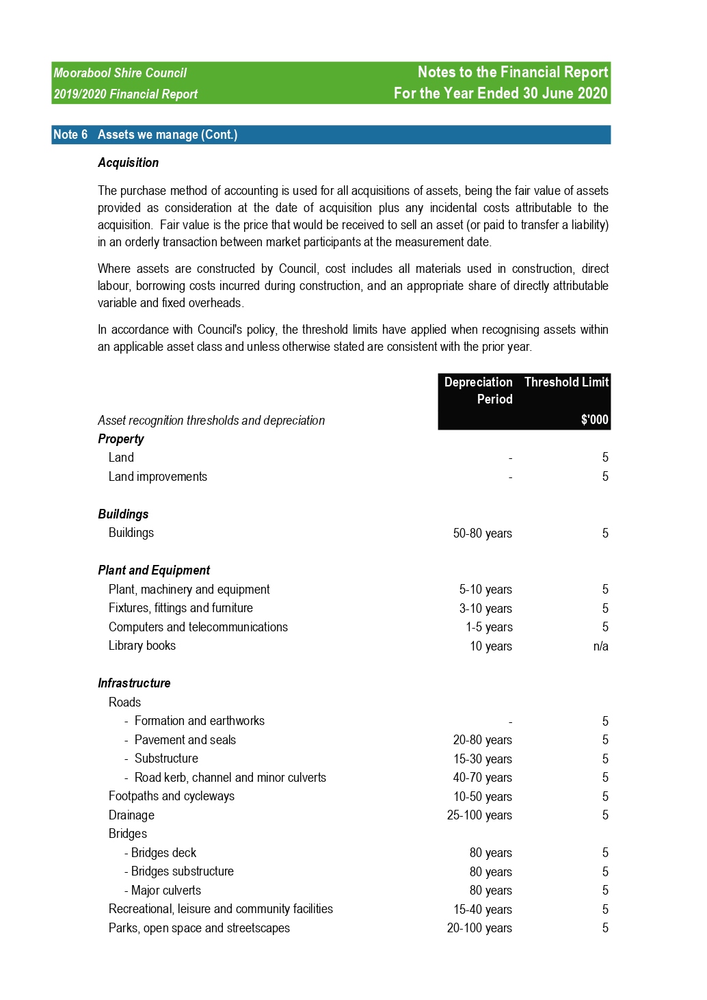 Moorabool Shire Council Notes to the Financial Report
2019/2020 Financial Report For the Year Ended 30 June 2020
Note 6 Assets we manage (Cont.)
Acquisition
The purchase method of accounting is used for all acquisitions of assets, being the fair value of assets
provided as consideration at the date of acquisition plus any incidental costs attributable to the
acquisition. Fair value is the price that would be received to sell an asset (or paid to transfer a liability)
in an orderly transaction between market participants at the measurement date.
Where assets are constructed by Council, cost includes all materials used in construction, direct
labour, borrowing costs incurred during construction, and an appropriate share of directly attributable
variable and fixed overheads.
In accordance with Council's policy, the threshold limits have applied when recognising assets within
an applicable asset class and unless otherwise stated are consistent with the prior year.
Depreciation Threshold Limit
Period
Asset recognition thresholds and depreciation $'000
Property
Land - 5
Land improvements - 5
Buildings
Buildings 50-80 years 5
Plant and Equipment
Plant, machinery and equipment 5-10 years 5
Fixtures, fittings and furniture 3-10 years 5
Computers and telecommunications 1-5 years 5
Library books 10 years n/a
Infrastructure
Roads
- Formation and earthworks - 5
- Pavement and seals 20-80 years 5
- Substructure 15-30 years 5
- Road kerb, channel and minor culverts 40-70 years 5
Footpaths and cycleways 10-50 years 5
Drainage 25-100 years 5
Bridges
- Bridges deck 80 years 5
- Bridges substructure 80 years 5
- Major culverts 80 years 5
Recreational, leisure and community facilities 15-40 years 5
Parks, open space and streetscapes 20-100 years 5